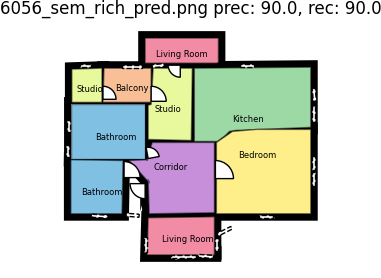 6056_sem_rich_pred.png prec: 90.0, rec: 90.0
Living Room
Studio
Balcony
Studio
Kitchen
Bathroom
Bedroom
Corridor
Bathroom
Living Room